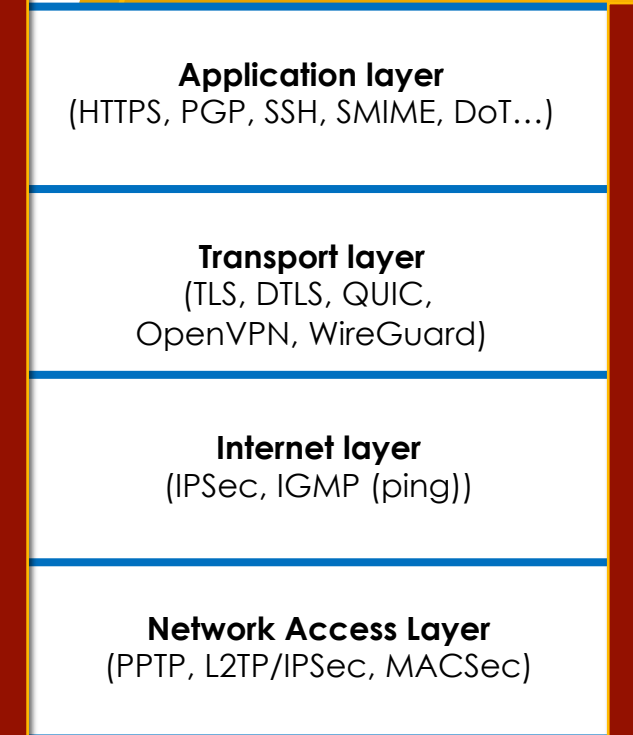 Application layer
(HTTPS, PGP, SSH, SMIME, DoT…)
Transport layer
(TLS, DTLS, QUIC,
OpenVPN, WireGuard)
Internet layer
(IPSec, IGMP (ping))
Network Access Layer
(PPTP, L2TP/IPSec, MACSec)